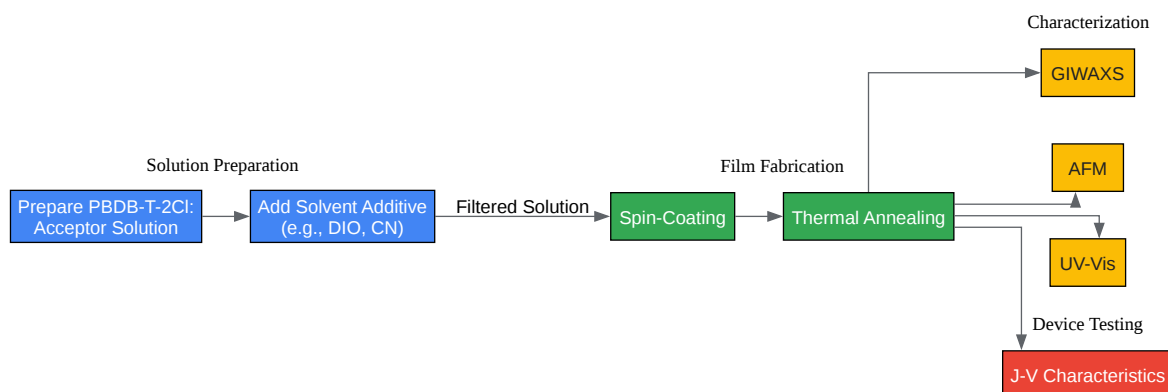 Characterization
GIWAXS
Solution Preparation
Film Fabrication
AFM
Prepare PBDB-T-2Cl:
Acceptor Solution
Add Solvent Additive
(e.g., DIO, CN)
Filtered Solution
Spin-Coating
Thermal Annealing
UV-Vis
Device Testing
J-V Characteristics